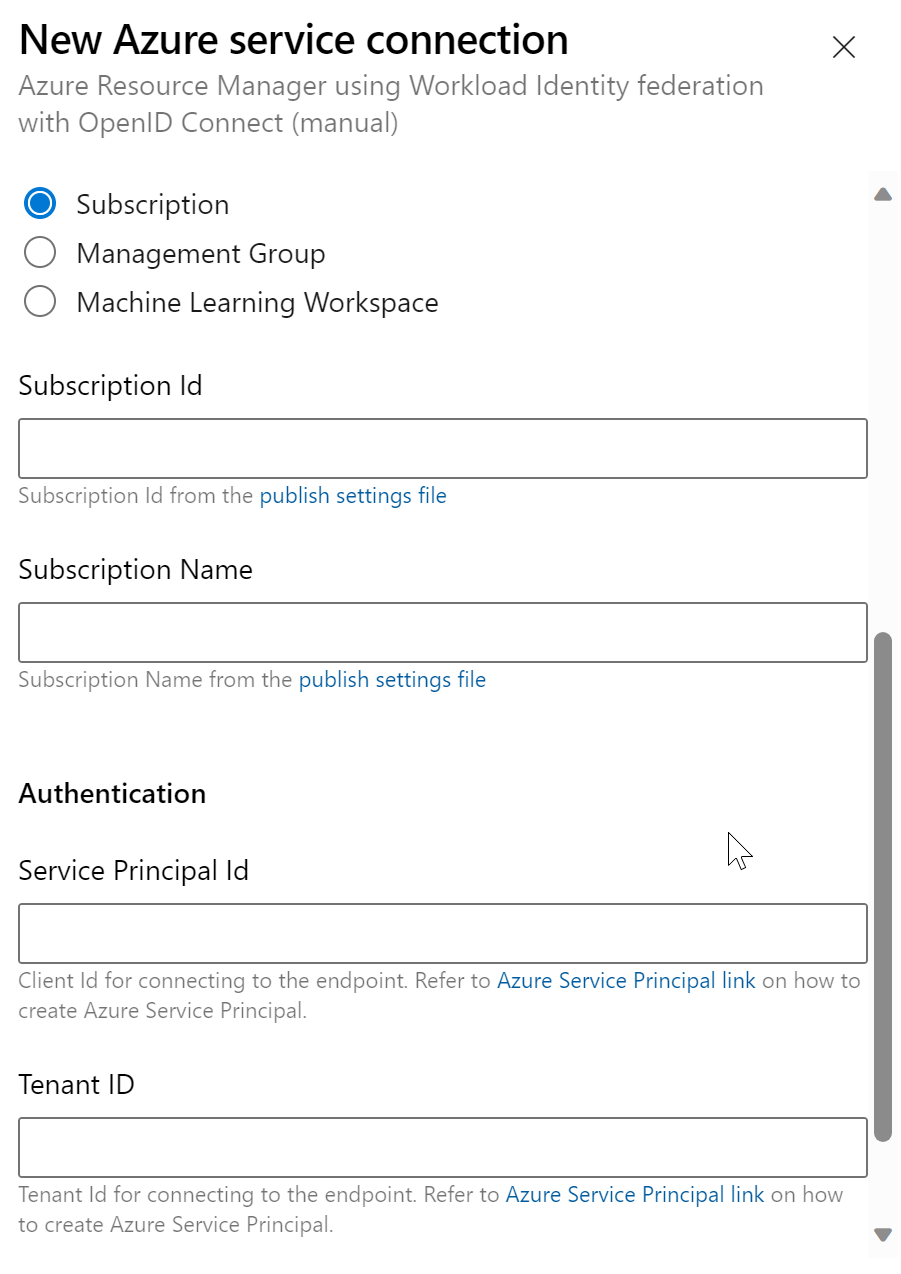 New Azure service connection
Azure Resource Manager using Workload Identity federation
with OpenID Connect (manual)
Subscription
Management Group
Machine Learning Workspace
Subscription Id
Subscription Id from the publish settings file
Subscription Name
Subscription Name from the publish settings file
Authentication
Service Principal Id
Client Id for connecting to the endpoint. Refer to Azure Service Principal link on how to
create Azure Service Principal.
Tenant ID
Tenant Id for connecting to the endpoint. Refer to Azure Service Principal link on how
to create Azure Service Principal.